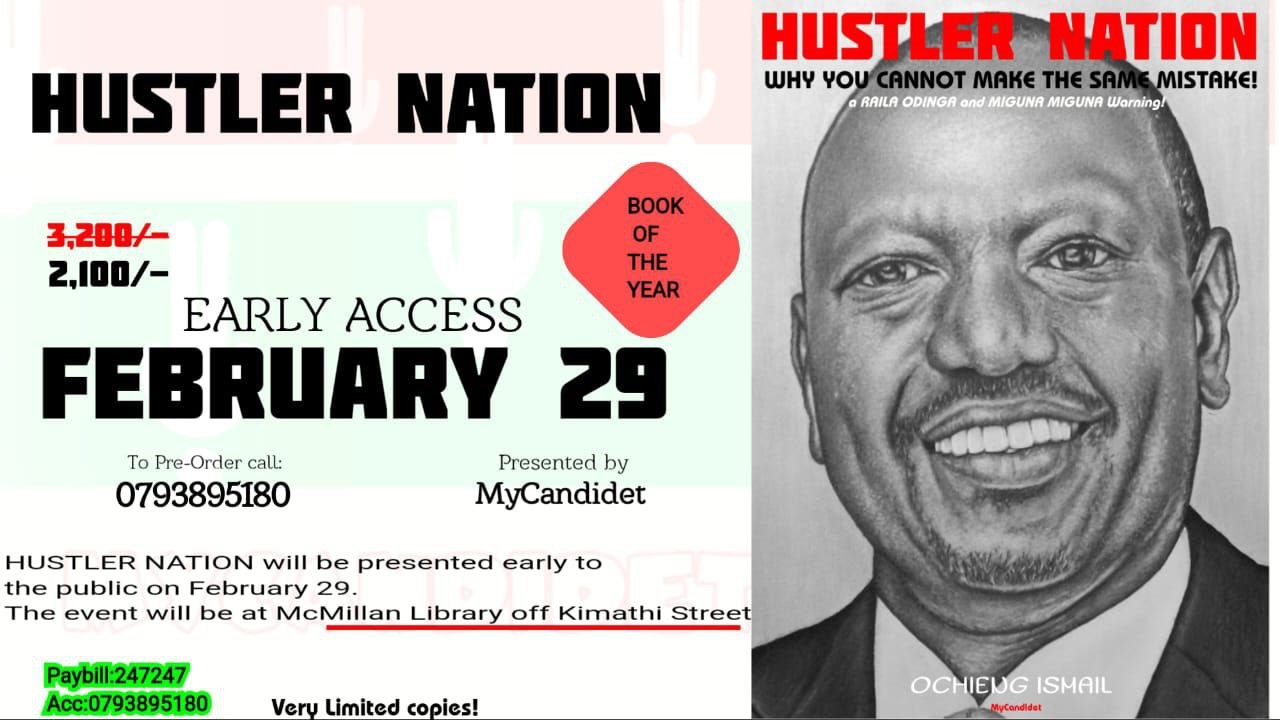 HUSTLER NATION
3,200/-
2,100/-
BOOK
OF
THE
YEAR
EARLY ACCESS
FEBRUARY 29
To Pre-Order call:
0793895180
Presented by
MyCandidet
HUSTLER NATION will be presented early to
the public on February 29.
The event will be at McMillan Library off Kimathi Street
Paybill:247247
Acc:0793895180
Very Limited copies!
HUSTLER NATION
WHY YOU CANNOT MAKE THE SAME MISTAKE!
a RAILA ODINGA and MIGUNA MIGUNA Warning!
OCHIENG ISMAIL
MyCandidet